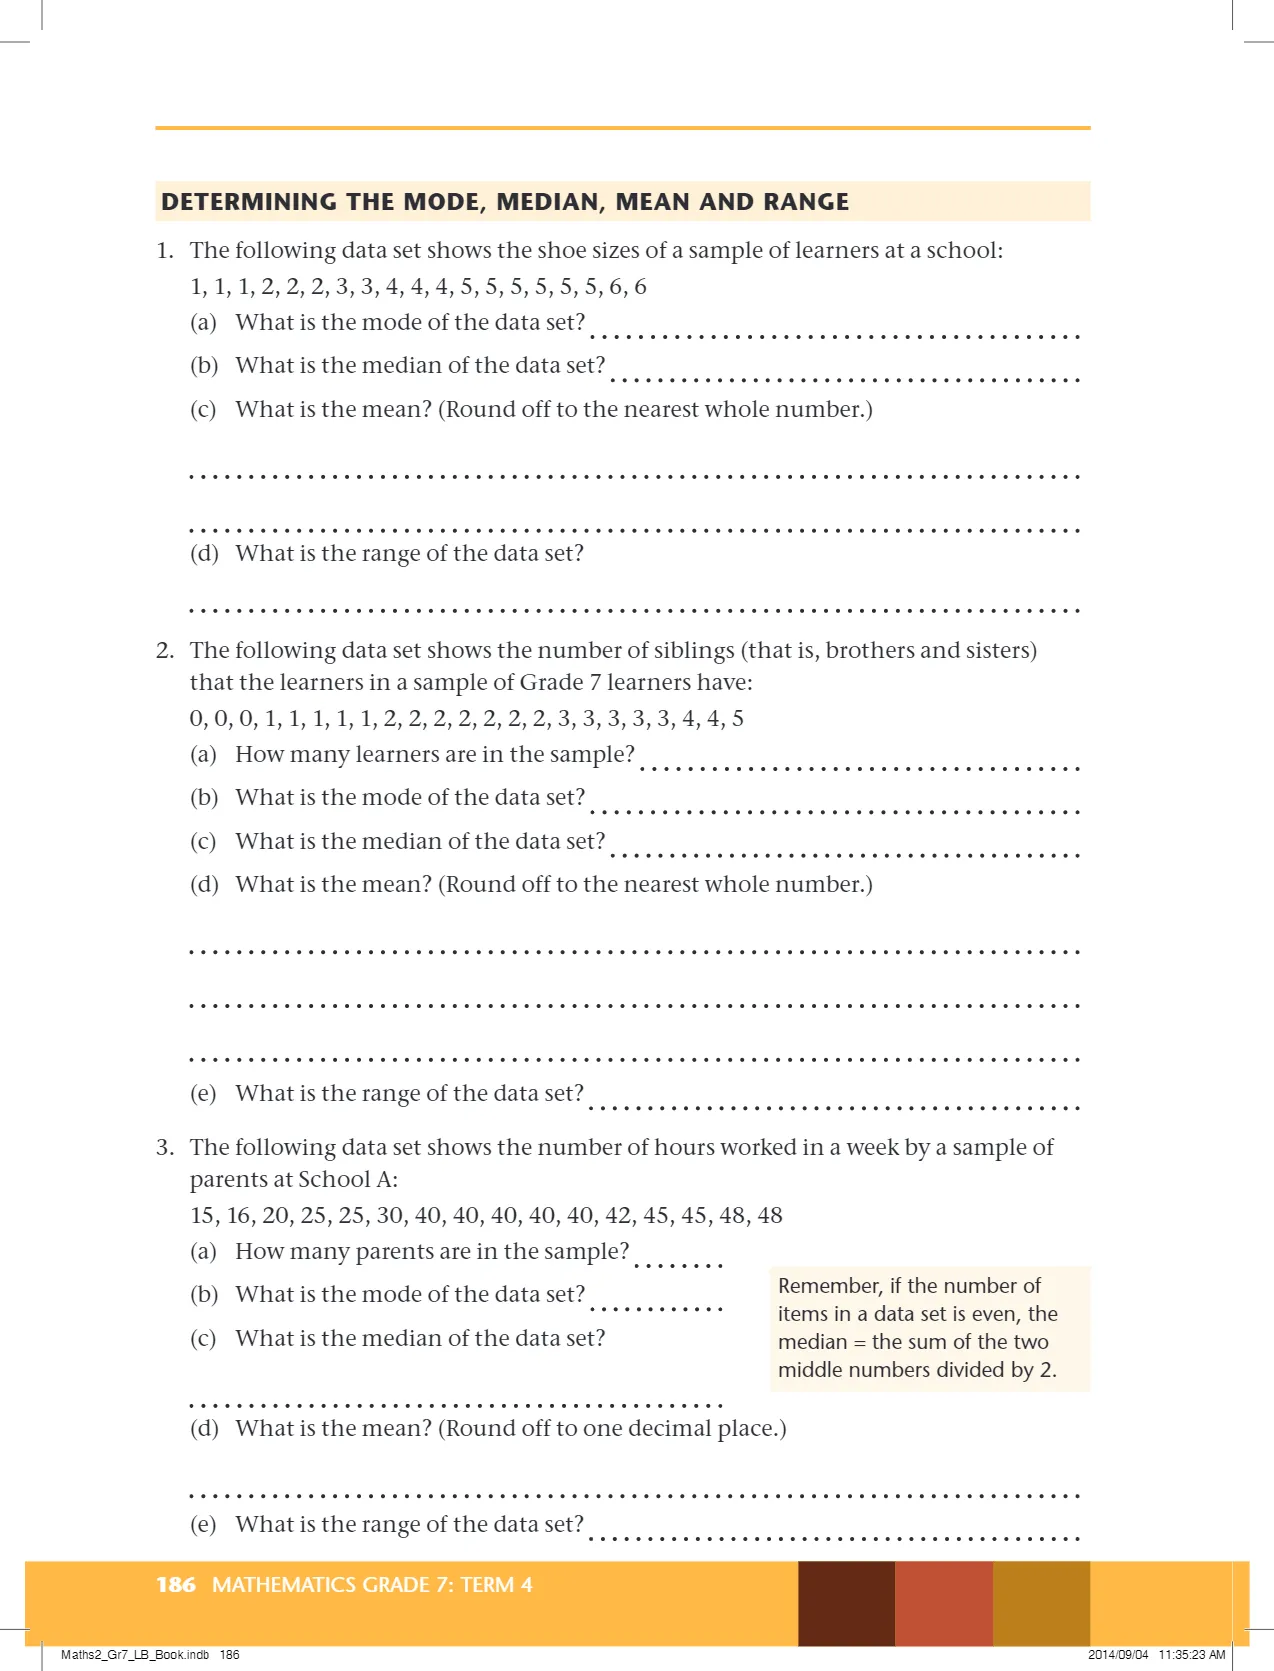 DETERMINING THE MODE, MEDIAN, MEAN AND RANGE
1. The following data set shows the shoe sizes of a sample of learners at a school:
1, 1, 1, 2, 2, 2, 3, 3, 4, 4, 4, 5, 5, 5, 5, 5, 5, 6, 6
(a) What is the mode of the data set?
(b) What is the median of the data set?
(c) What is the mean? (Round off to the nearest whole number.)
(d) What is the range of the data set?
2. The following data set shows the number of siblings (that is, brothers and sisters)
that the learners in a sample of Grade 7 learners have:
0, 0, 0, 1, 1, 1, 1, 1, 2, 2, 2, 2, 2, 2, 2, 3, 3, 3, 3, 3, 4, 4, 5
(a) How many learners are in the sample?
(b) What is the mode of the data set?
(c) What is the median of the data set?
(d) What is the mean? (Round off to the nearest whole number.)
(e) What is the range of the data set?
3. The following data set shows the number of hours worked in a week by a sample of
parents at School A:
15, 16, 20, 25, 25, 30, 40, 40, 40, 40, 40, 42, 45, 45, 48, 48
(a) How many parents are in the sample?
(b) What is the mode of the data set?
(c) What is the median of the data set?
Remember, if the number of
items in a data set is even, the
median = the sum of the two
middle numbers divided by 2.
(d) What is the mean? (Round off to one decimal place.)
(e) What is the range of the data set?
186 MATHEMATICS GRADE 7: TERM 4
Maths2_Gr7_LB_Book.indb 186
2014/09/04 11:35:23 AM